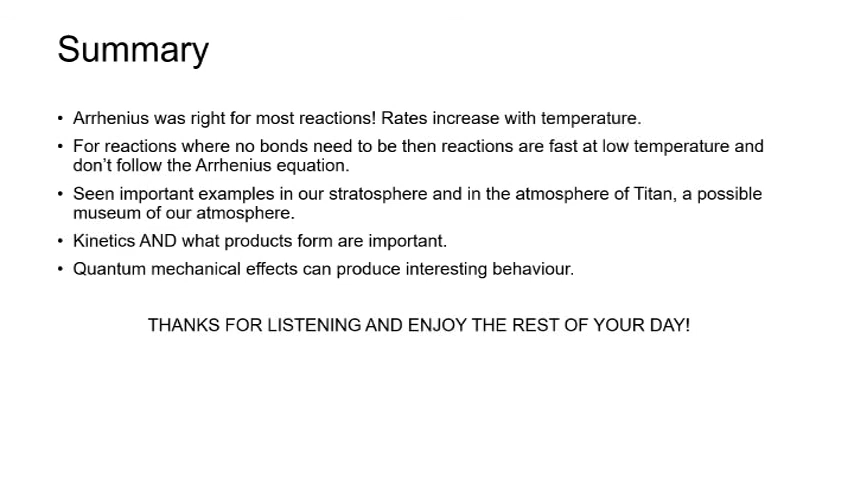 Summary
• Arrhenius was right for most reactions! Rates increase with temperature.
• For reactions where no bonds need to be then reactions are fast at low temperature and
don’t follow the Arrhenius equation.
• Seen important examples in our stratosphere and in the atmosphere of Titan, a possible
museum of our atmosphere.
• Kinetics AND what products form are important.
• Quantum mechanical effects can produce interesting behaviour.
THANKS FOR LISTENING AND ENJOY THE REST OF YOUR DAY!